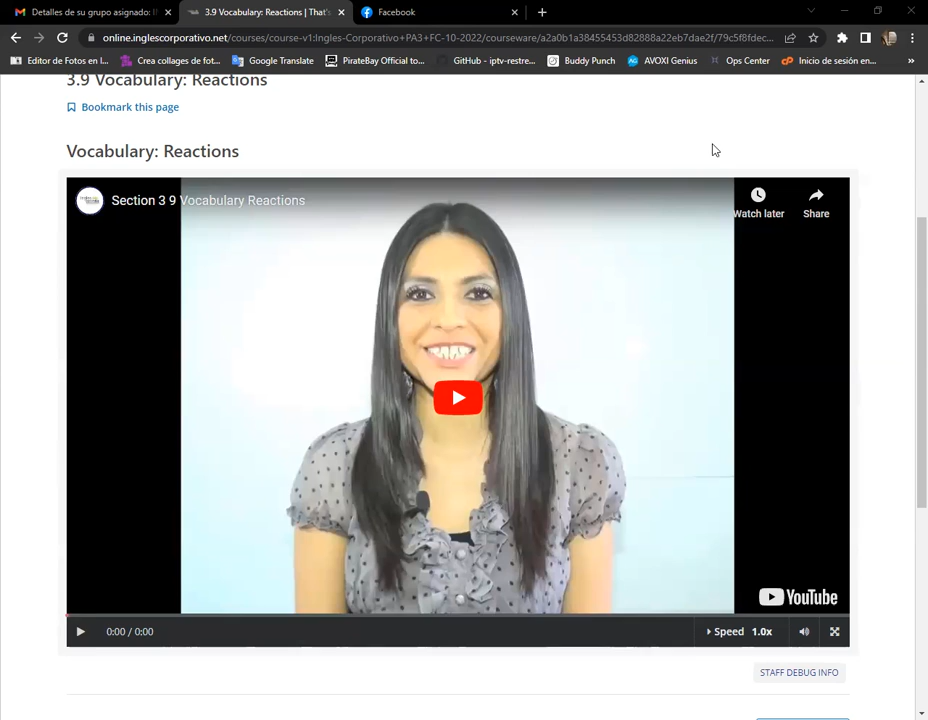 Detalles de su grupo asignado: I
3.9 Vocabulary: Reactions | That's
Facebook
online.inglescorporativo.net/courses/course-v1:Ingles-Corporativo+PA3+FC-10-2022/courseware/a2a0b1a38455453d82888a22eb7dae2f/79c5f8fdec...
Editor de Fotos en l...
Crea collages de fot...
Google Translate
PirateBay Official to...
GitHub - iptv-restre...
Buddy Punch
AVOXI Genius
Ops Center
Inicio de sesión en...
»
3.9 Vocabulary: Reactions
Bookmark this page
Vocabulary: Reactions
Section 3 9 Vocabulary Reactions
Watch later
Share
YouTube
0:00 / 0:00
Speed 1.0x
STAFF DEBUG INFO